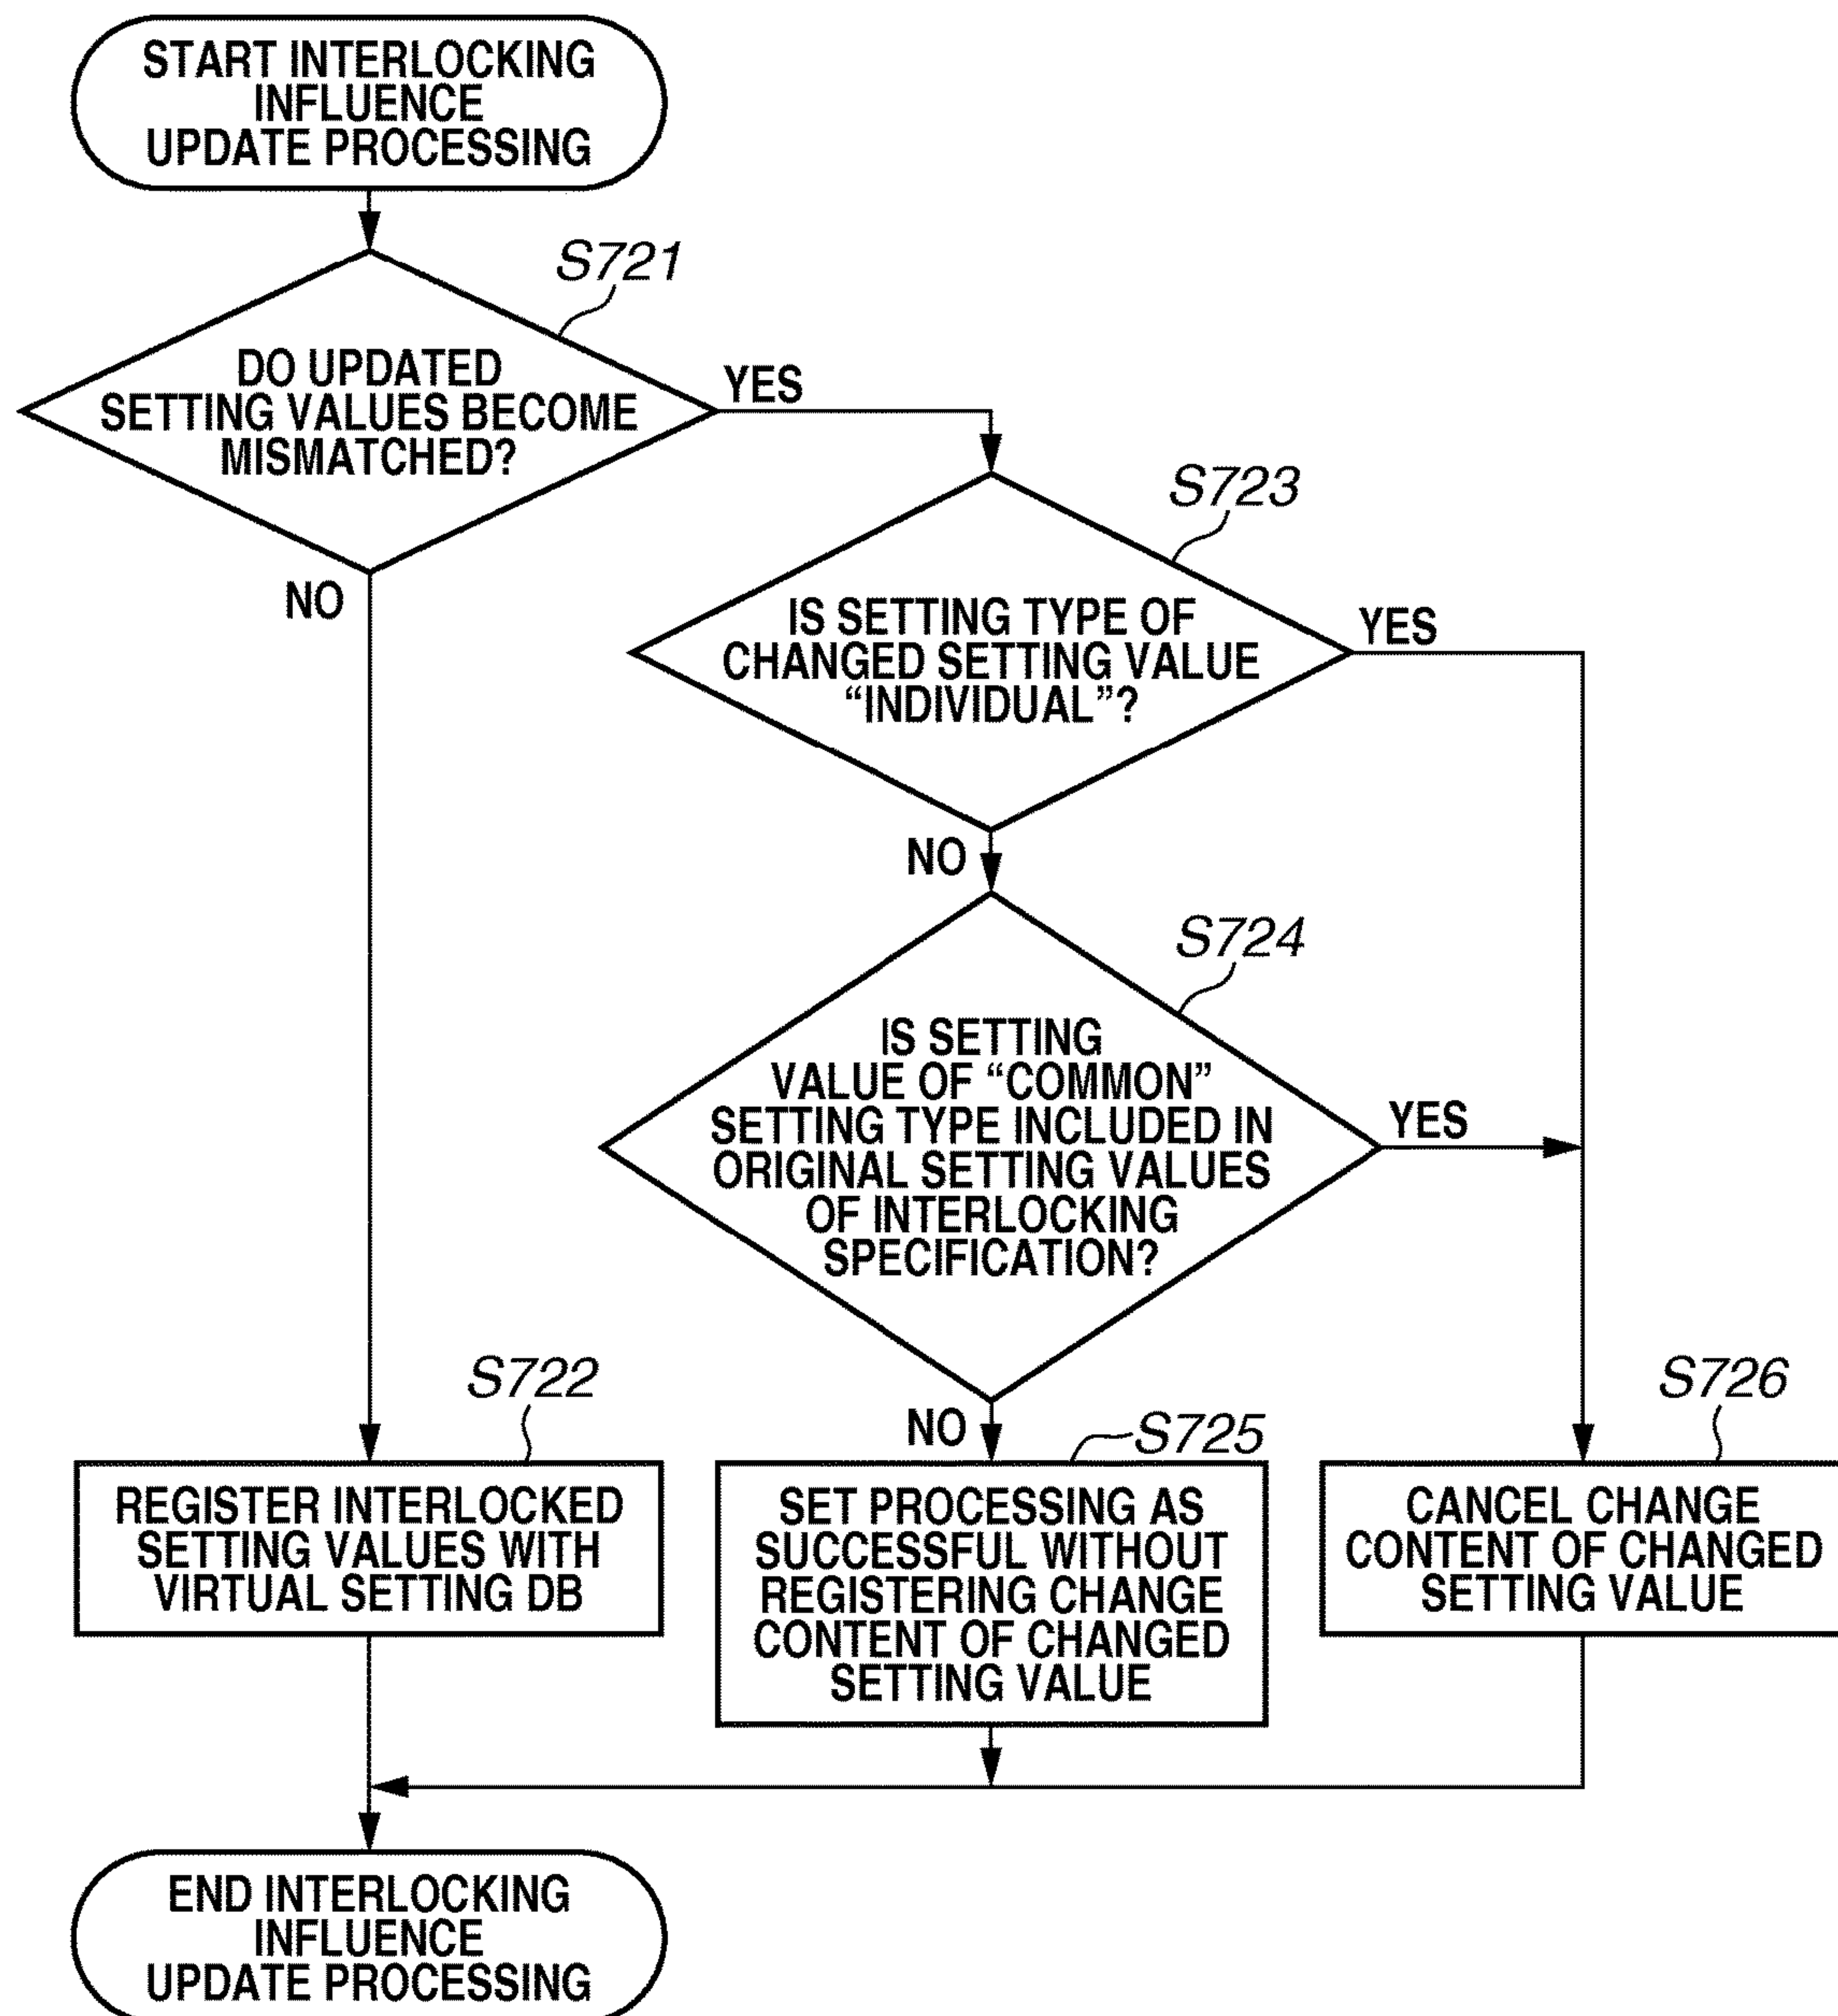 START INTERLOCKING
INFLUENCE
UPDATE PROCESSING
S721
DO UPDATED
SETTING VALUES BECOME
MISMATCHED?
YES
NO
S723
IS SETTING TYPE OF
CHANGED SETTING VALUE
“INDIVIDUAL”?
YES
NO
S724
IS SETTING
VALUE OF “COMMON”
SETTING TYPE INCLUDED IN
ORIGINAL SETTING VALUES
OF INTERLOCKING
SPECIFICATION?
YES
NO
S722
REGISTER INTERLOCKED
SETTING VALUES WITH
VIRTUAL SETTING DB
S725
SET PROCESSING AS
SUCCESSFUL WITHOUT
REGISTERING CHANGE
CONTENT OF CHANGED
SETTING VALUE
S726
CANCEL CHANGE
CONTENT OF CHANGED
SETTING VALUE
END INTERLOCKING
INFLUENCE
UPDATE PROCESSING